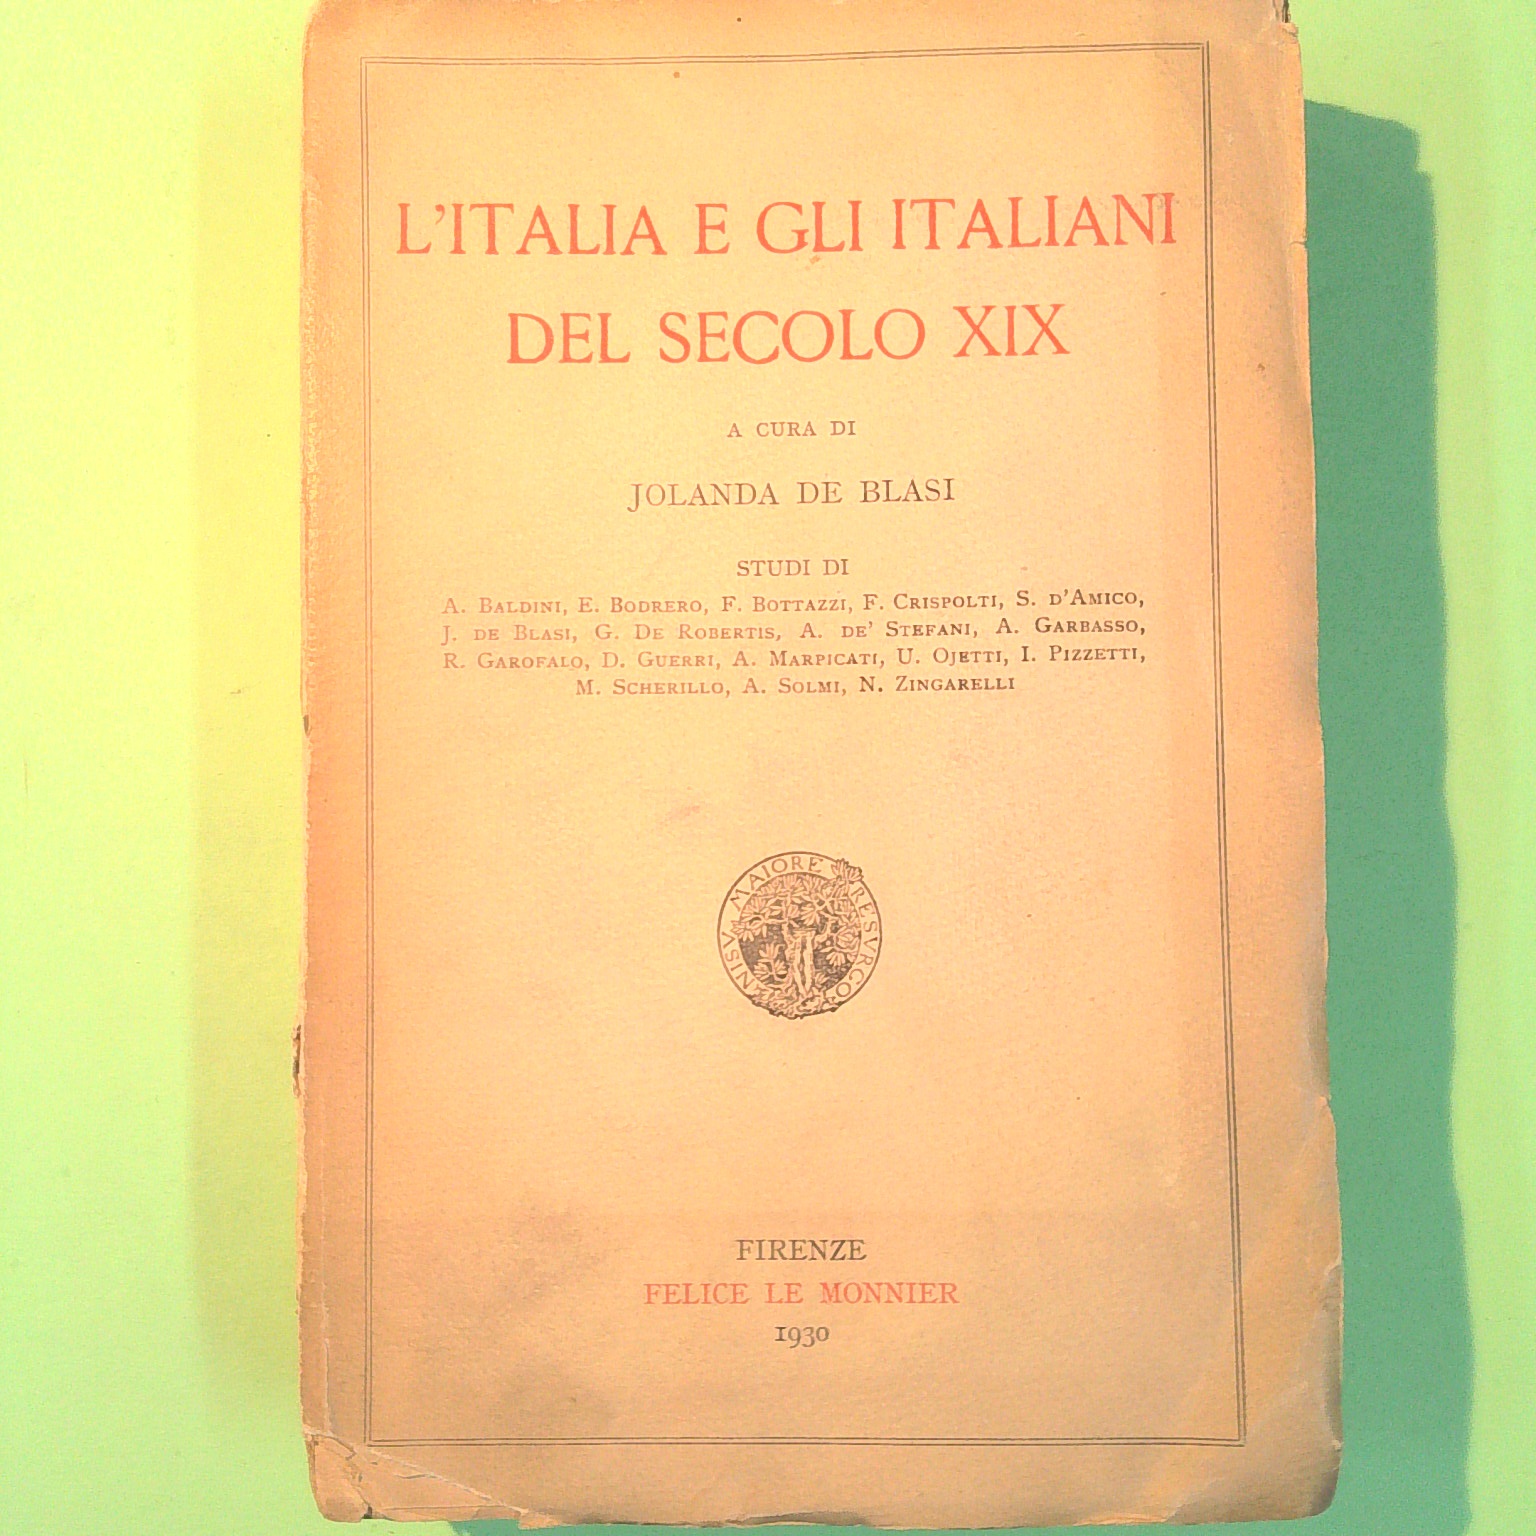 L'ITALIA E GLI ITALIANI
DEL SECOLO XIX
A CURA DI
JOLANDA DE BLASI
STUDI DI
A. BALDINI, E. BODRERO, F. BOTTAZZI, F. CRISPOLTI, S. D'AMICO,
J. DE BLASI, G. DE ROBERTIS, A. DE' STEFANI, A. GARBASSO,
R. GAROFALO, D. GUERRI, A. MARPICATI, U. OJETTI, I. PIZZETTI,
M. SCHERILLO, A. SOLMI, N. ZINGARELLI
NISV MAIORE RESVRGO
FIRENZE
FELICE LE MONNIER
1930